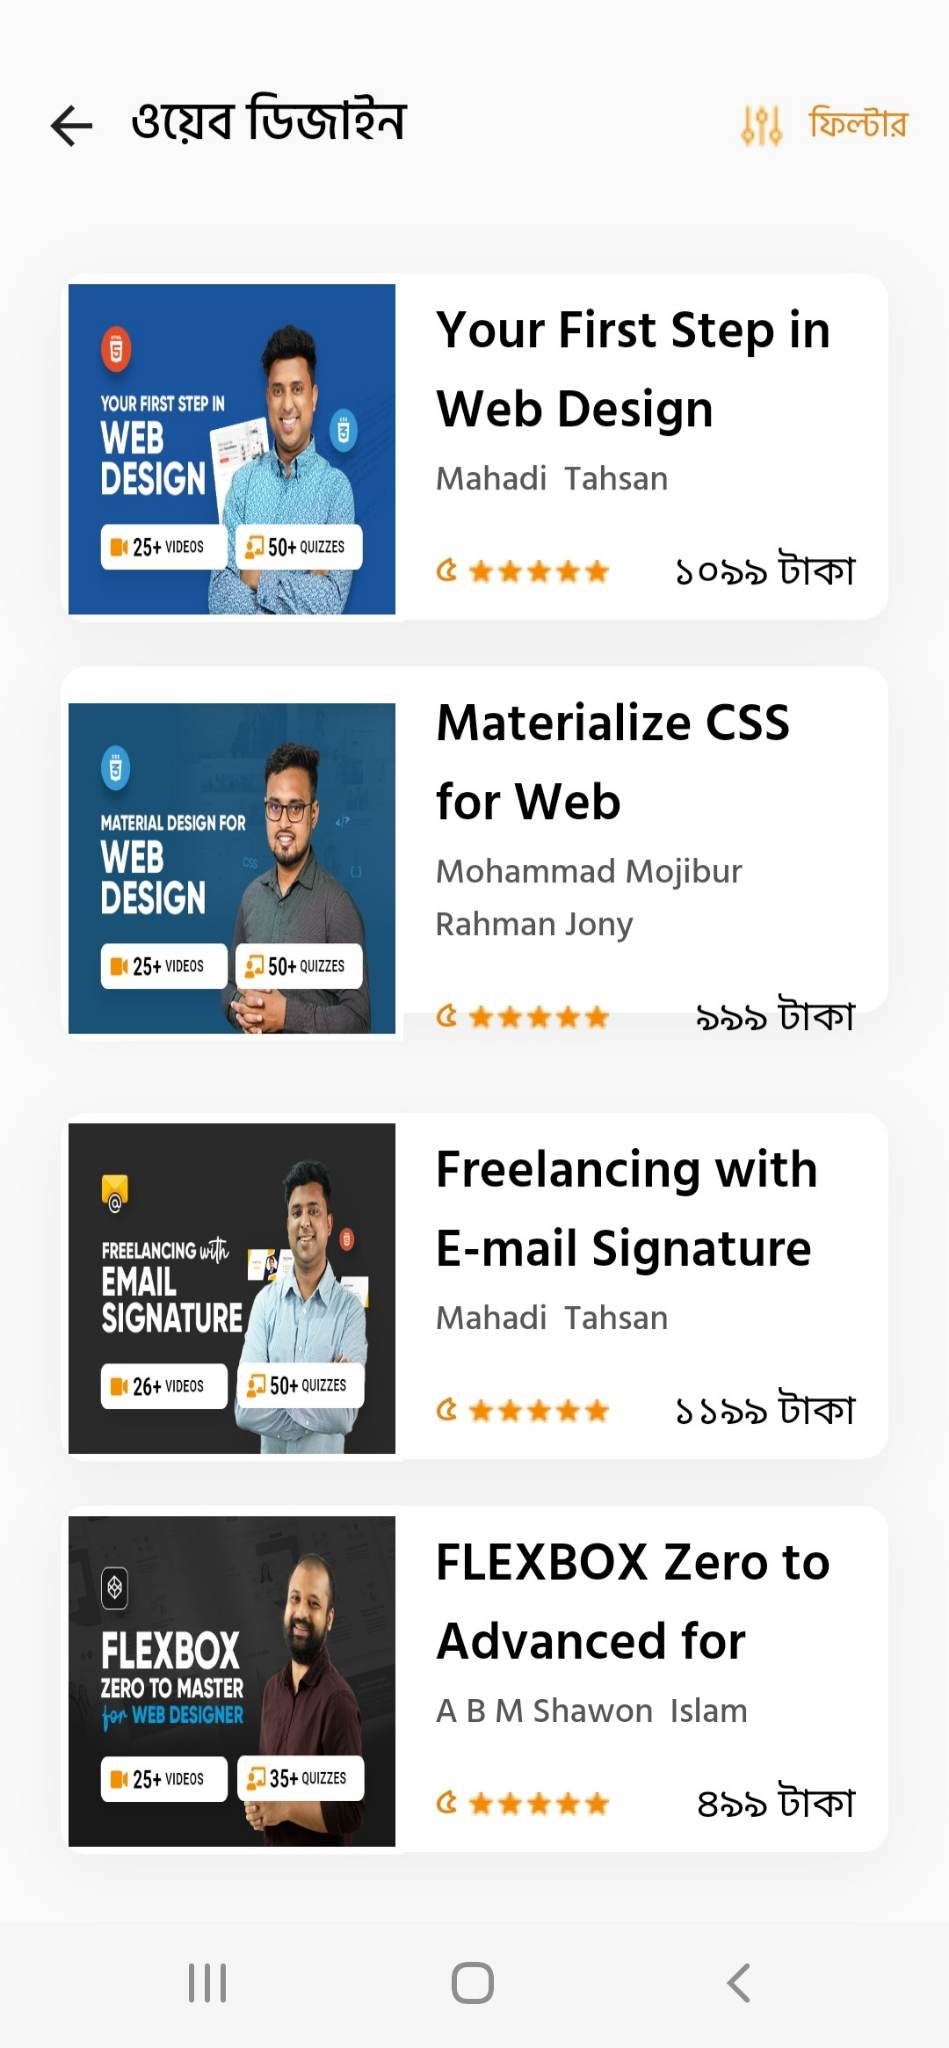 ওয়েব ডিজাইন
ফিল্টার
YOUR FIRST STEP IN
WEB
DESIGN
25+ VIDEOS
50+ QUIZZES
Your First Step in
Web Design
Mahadi Tahsan
৫
১০৯৯ টাকা
MATERIAL DESIGN FOR
WEB
DESIGN
25+ VIDEOS
50+ QUIZZES
Materialize CSS
for Web
Mohammad Mojibur
Rahman Jony
৫
৯৯৯ টাকা
FREELANCING with
EMAIL
SIGNATURE
26+ VIDEOS
50+ QUIZZES
Freelancing with
E-mail Signature
Mahadi Tahsan
৫
১১৯৯ টাকা
FLEXBOX
ZERO TO MASTER
for WEB DESIGNER
25+ VIDEOS
35+ QUIZZES
FLEXBOX Zero to
Advanced for
A B M Shawon Islam
৫
৪৯৯ টাকা